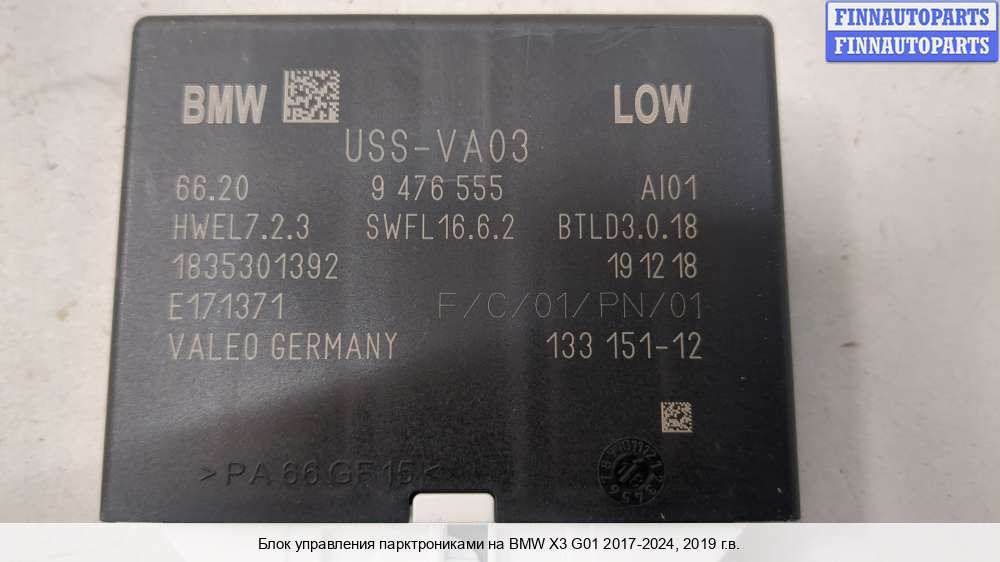 FINNAUTOPARTS
FINNAUTOPARTS
BMW LOW
USS-VA03
66.20 9 476 555 AI01
HWEL7.2.3 SWFL16.6.2 BTLD3.0.18
1835301392 19 12 18
E171371 F/C/01/PN/01
VALEO GERMANY 133 151-12
>PA 66 GF15<
Блок управления парктрониками на BMW X3 G01 2017-2024, 2019 г.в.